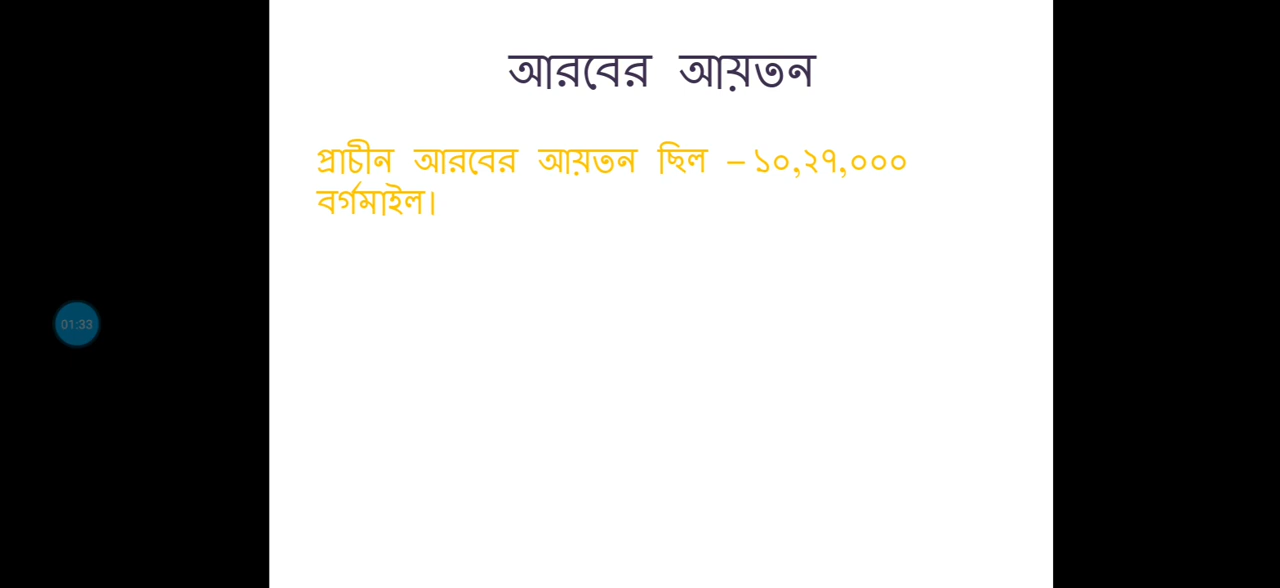 আরবের আয়তন
প্রাচীন আরবের আয়তন ছিল – ১০,২৭,০০০
বর্গমাইল।
01:33